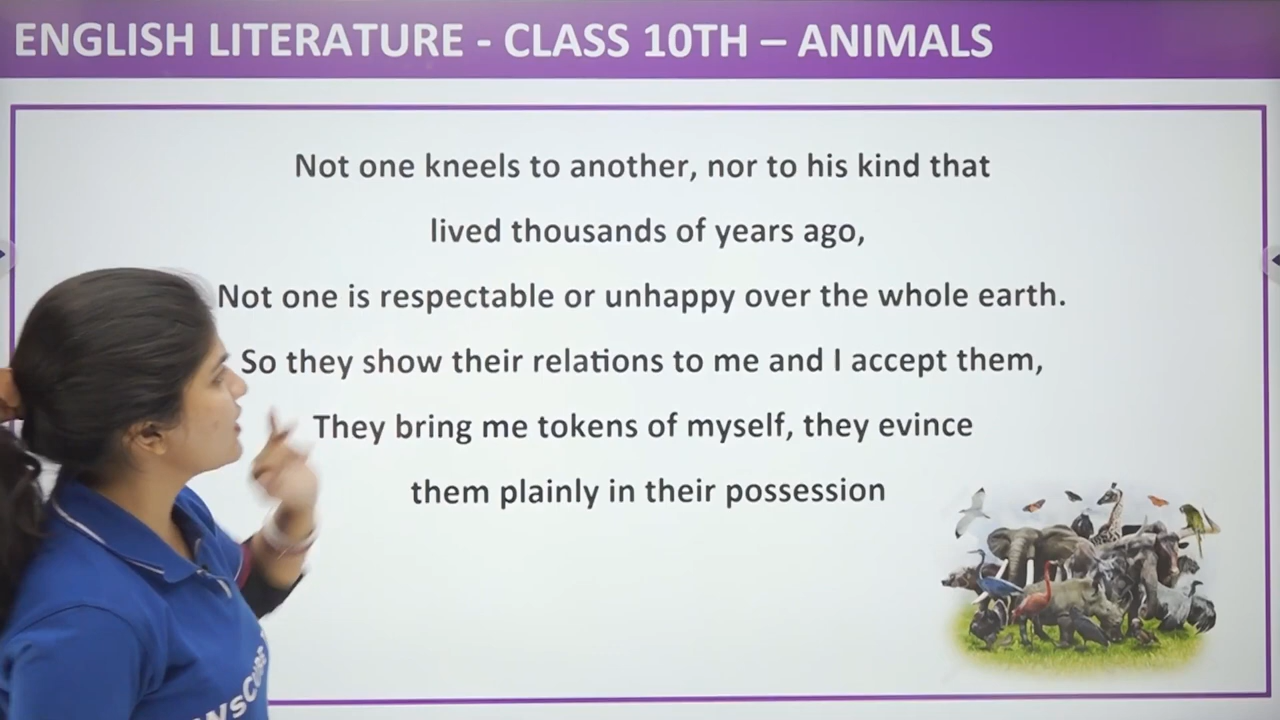 ENGLISH LITERATURE - CLASS 10TH – ANIMALS
Not one kneels to another, nor to his kind that
lived thousands of years ago,
Not one is respectable or unhappy over the whole earth.
So they show their relations to me and I accept them,
They bring me tokens of myself, they evince
them plainly in their possession